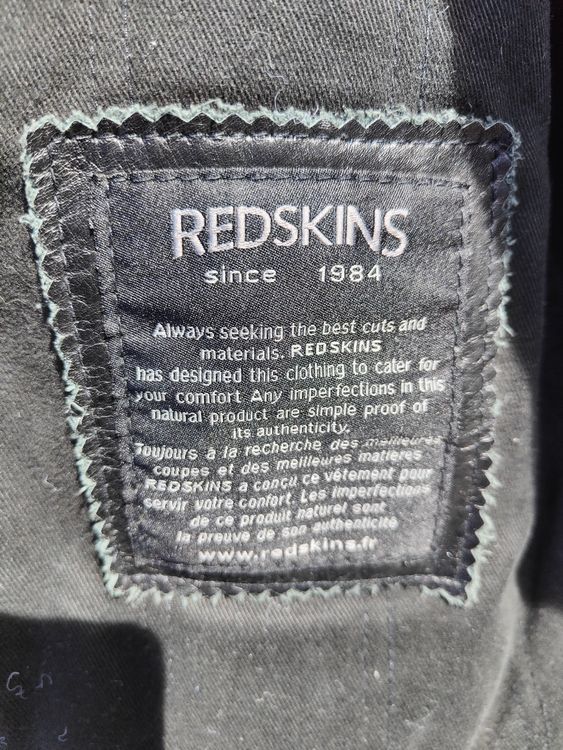 REDSKINS
since 1984
Always seeking the best cuts and
materials. REDSKINS
has designed this clothing to cater for
your comfort Any imperfections in this
natural product are simple proof of
its authenticity.
Toujours à la recherche des meilleures
coupes et des meilleures matières
REDSKINS a conçu ce vêtement pour
servir votre confort. Les imperfections
de ce produit naturel sont
la preuve de son authenticité
www.redskins.fr